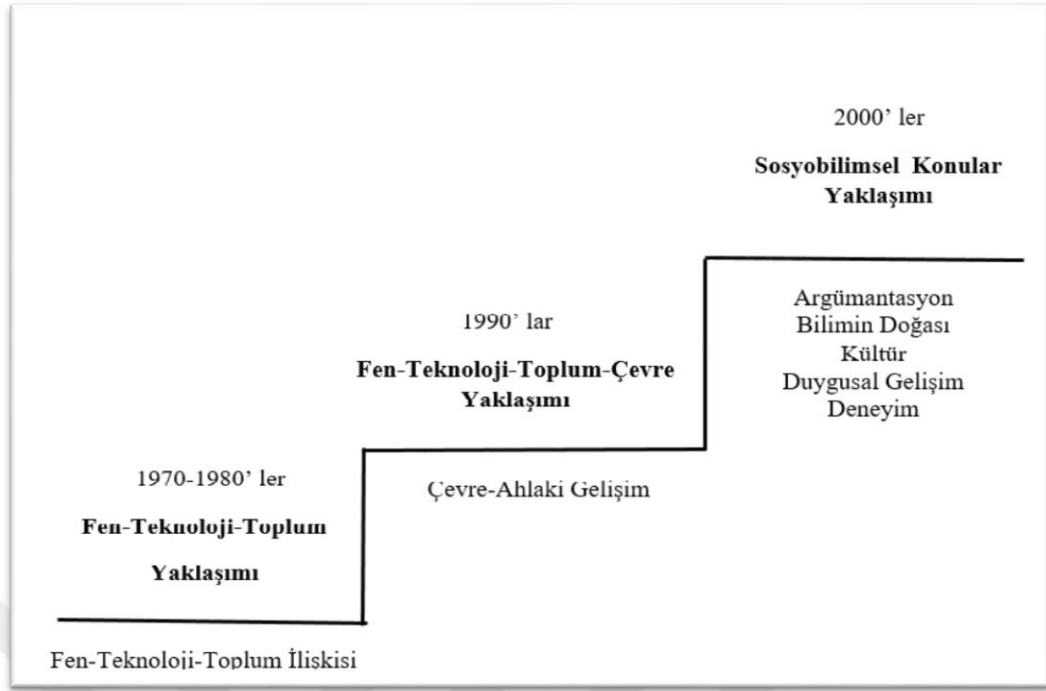 2000’ ler
Sosyobilimsel Konular
Yaklaşımı
Argümantasyon
Bilimin Doğası
Kültür
Duygusal Gelişim
Deneyim
1990’ lar
Fen-Teknoloji-Toplum-Çevre
Yaklaşımı
Çevre-Ahlaki Gelişim
1970-1980’ ler
Fen-Teknoloji-Toplum
Yaklaşımı
Fen-Teknoloji-Toplum İlişkisi